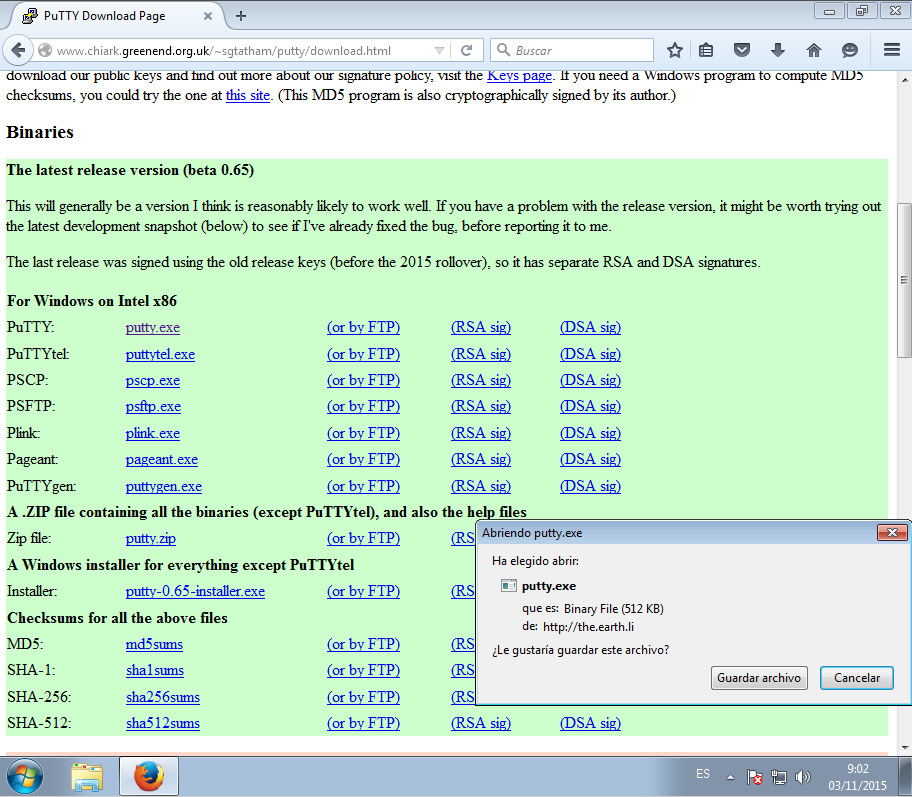 PuTTY Download Page
www.chiark.greenend.org.uk/~sgtatham/putty/download.html
Buscar
download our public keys and find out more about our signature policy, visit the Keys page. If you need a Windows program to compute MD5
checksums, you could try the one at this site. (This MD5 program is also cryptographically signed by its author.)
Binaries
The latest release version (beta 0.65)
This will generally be a version I think is reasonably likely to work well. If you have a problem with the release version, it might be worth trying out
the latest development snapshot (below) to see if I've already fixed the bug, before reporting it to me.
The last release was signed using the old release keys (before the 2015 rollover), so it has separate RSA and DSA signatures.
For Windows on Intel x86
PuTTY: putty.exe (or by FTP) (RSA sig) (DSA sig)
PuTTYtel: puttytel.exe (or by FTP) (RSA sig) (DSA sig)
PSCP: pscp.exe (or by FTP) (RSA sig) (DSA sig)
PSFTP: psftp.exe (or by FTP) (RSA sig) (DSA sig)
Plink: plink.exe (or by FTP) (RSA sig) (DSA sig)
Pageant: pageant.exe (or by FTP) (RSA sig) (DSA sig)
PuTTYgen: puttygen.exe (or by FTP) (RSA sig) (DSA sig)
A .ZIP file containing all the binaries (except PuTTYtel), and also the help files
Zip file: putty.zip (or by FTP) (RS
A Windows installer for everything except PuTTYtel
Installer: putty-0.65-installer.exe (or by FTP) (RS
Checksums for all the above files
MD5: md5sums (or by FTP) (RS
SHA-1: sha1sums (or by FTP) (RS
SHA-256: sha256sums (or by FTP) (RS
SHA-512: sha512sums (or by FTP) (RSA sig) (DSA sig)
Abriendo putty.exe
Ha elegido abrir:
putty.exe
que es: Binary File (512 KB)
de: http://the.earth.li
¿Le gustaría guardar este archivo?
Guardar archivo Cancelar
ES
9:02
03/11/2015